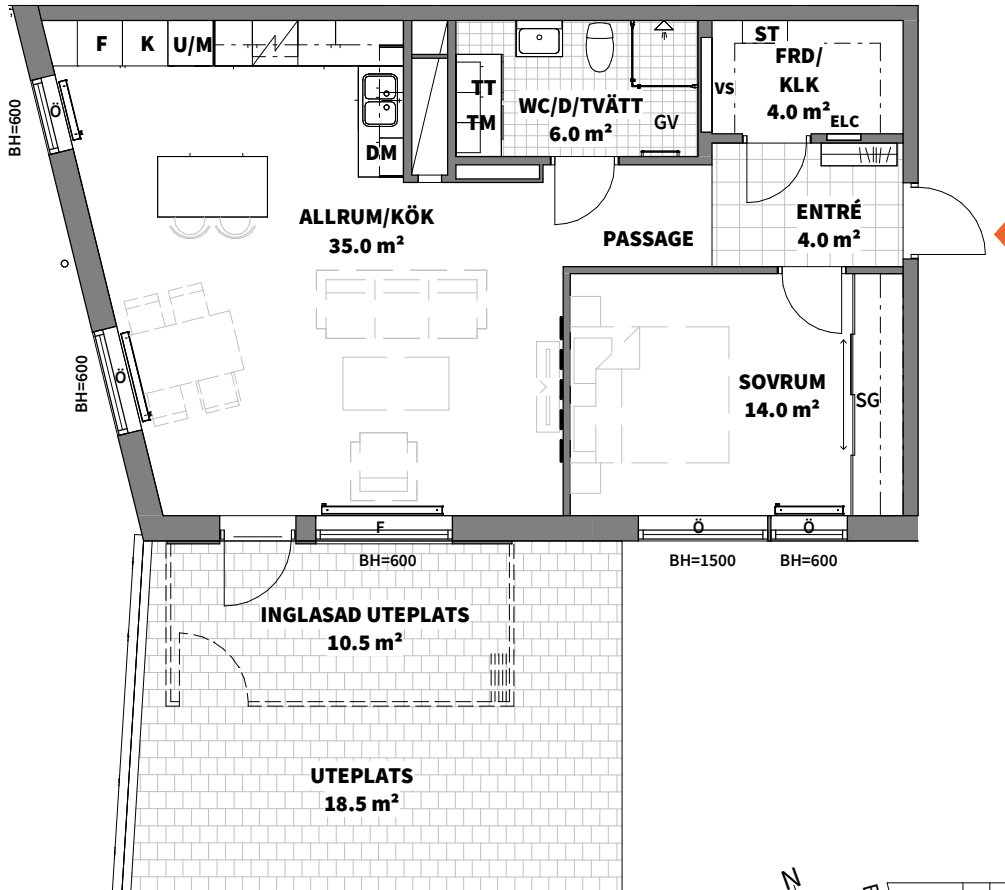 F
K
U/M
ST
FRD/
KLK
4.0 m²
TT
TM
WC/D/TVÄTT
6.0 m²
GV
VS
ELC
BH=600
Ö
DM
ALLRUM/KÖK
35.0 m²
PASSAGE
ENTRÉ
4.0 m²
BH=600
Ö
SOVRUM
14.0 m²
SG
F
Ö
Ö
BH=600
BH=1500
BH=600
INGLASAD UTEPLATS
10.5 m²
UTEPLATS
18.5 m²
N